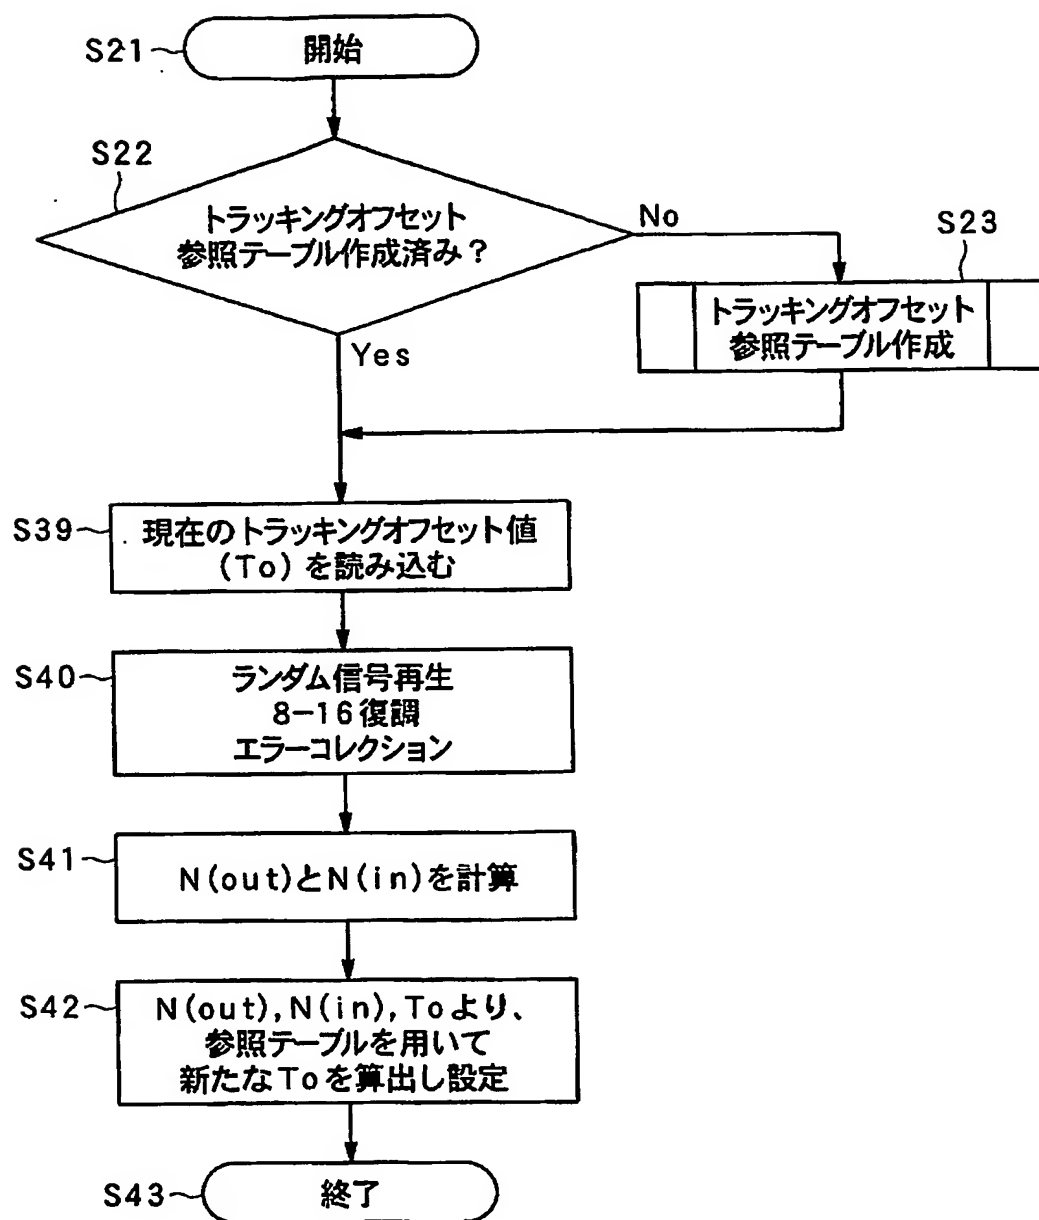 S21
開始
S22
トラッキングオフセット
参照テーブル作成済み？
No
S23
トラッキングオフセット
参照テーブル作成
Yes
S39
現在のトラッキングオフセット値
(To)を読み込む
S40
ランダム信号再生
8-16復調
エラーコレクション
S41
N(out)とN(in)を計算
S42
N(out),N(in),Toより、
参照テーブルを用いて
新たなToを算出し設定
S43
終了